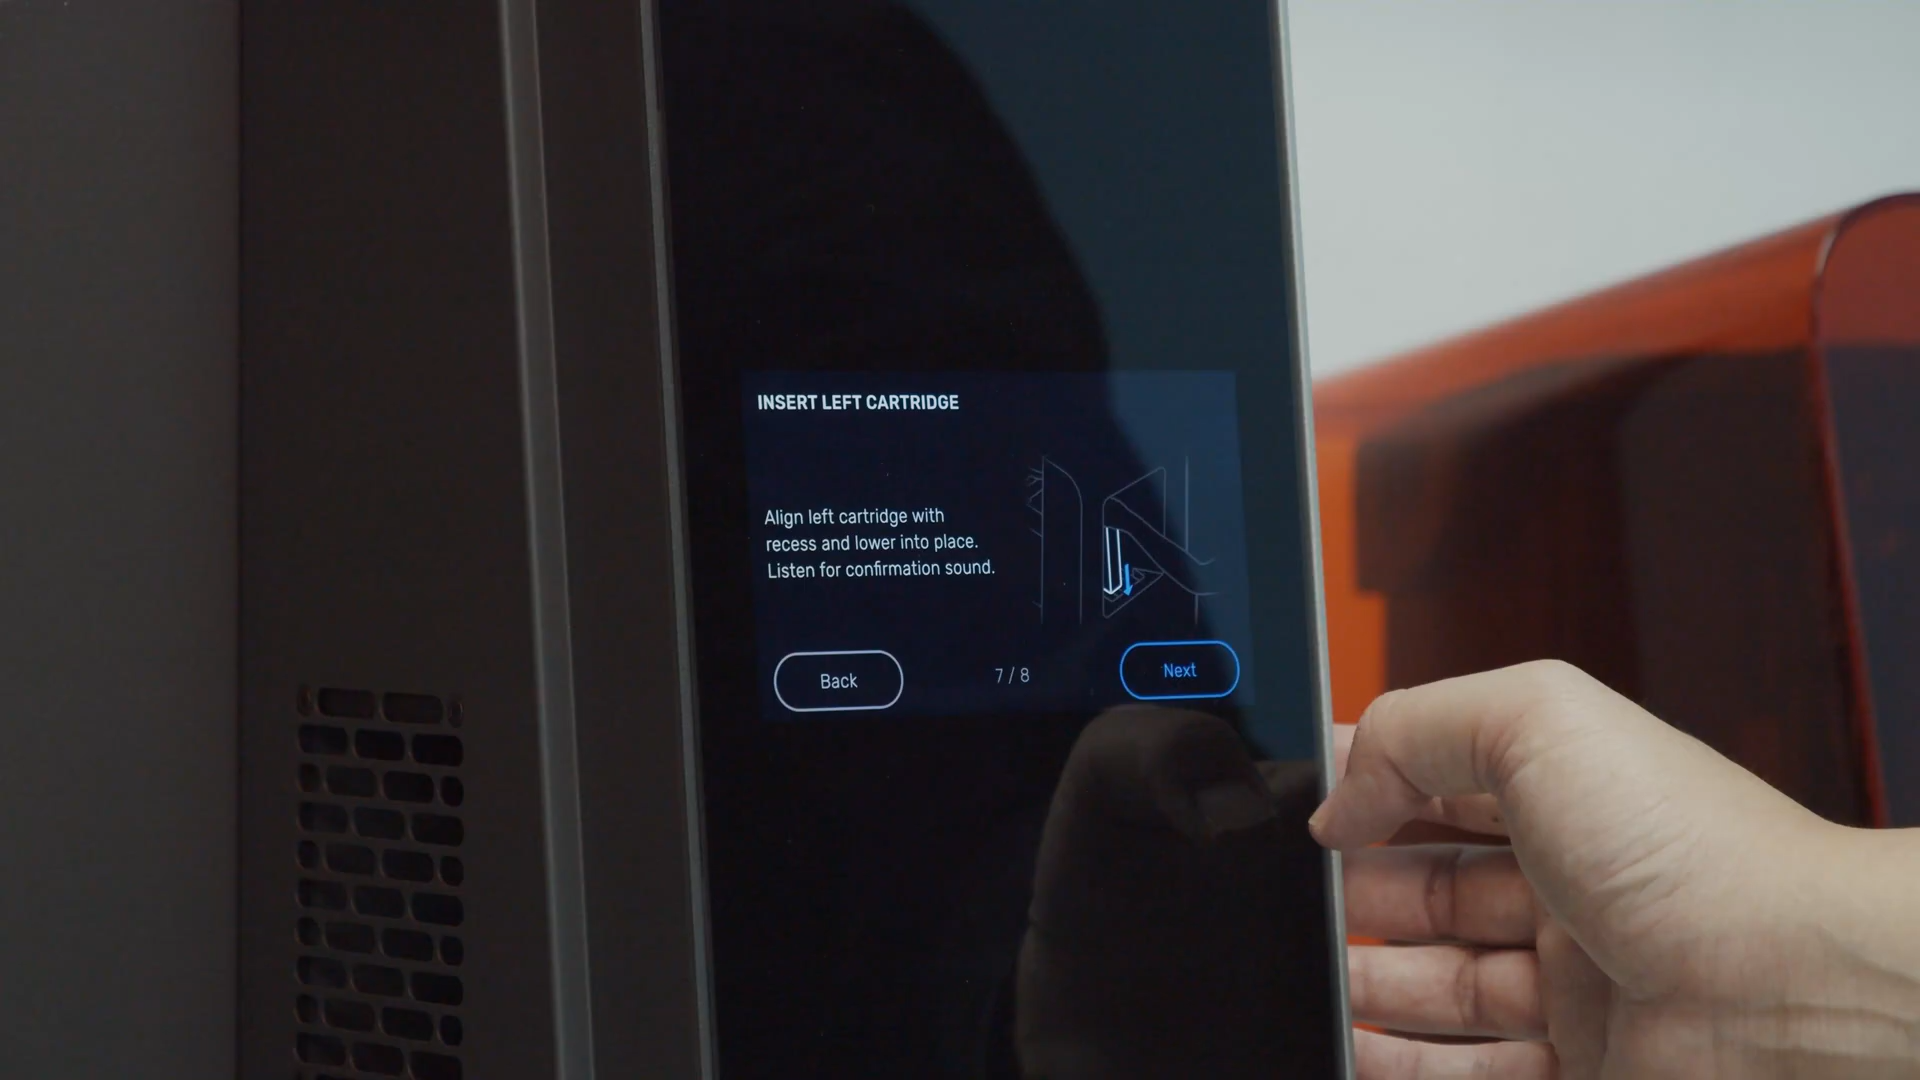 INSERT LEFT CARTRIDGE
Align left cartridge with
recess and lower into place.
Listen for confirmation sound.
Back
7 / 8
Next